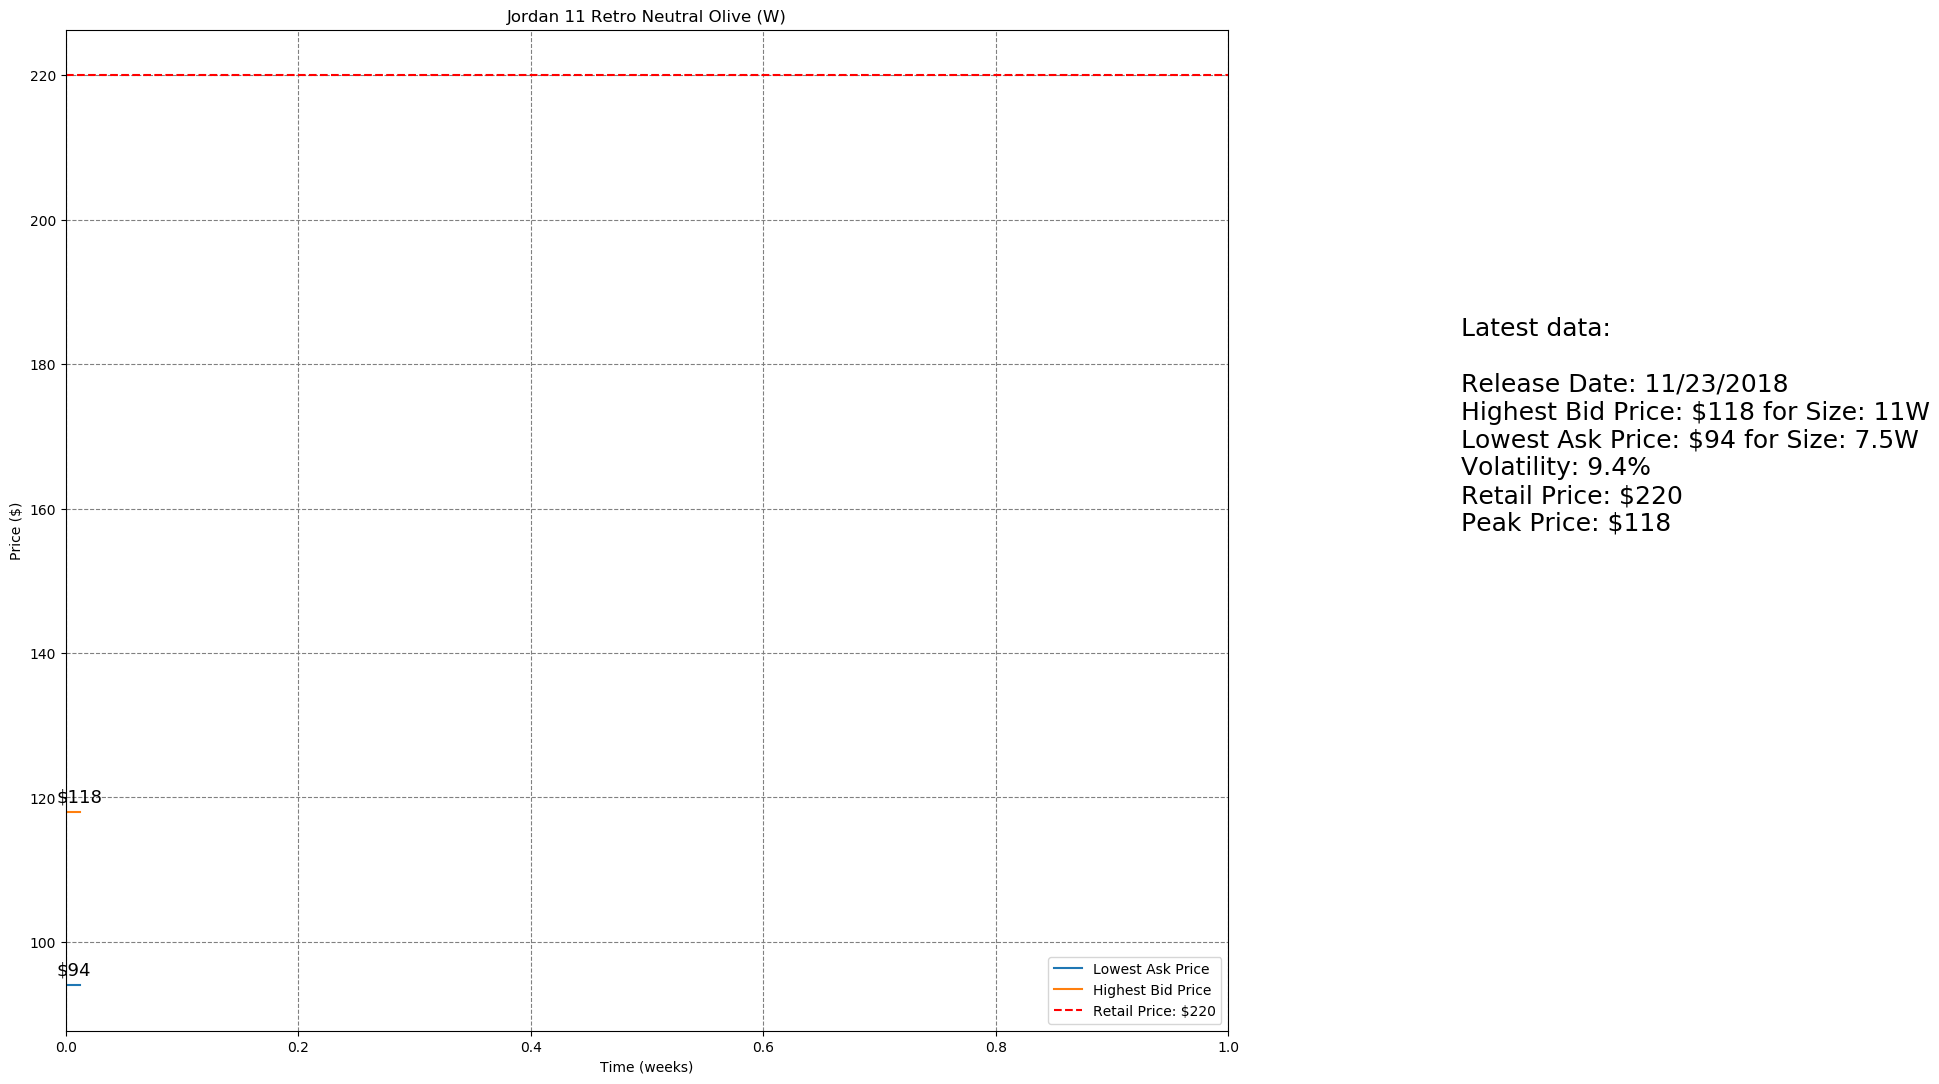 Jordan 11 Retro Neutral Olive (W)
Price ($)
220
200
180
160
140
120
100
$118
$94
0.0 0.2 0.4 0.6 0.8 1.0
Time (weeks)
Lowest Ask Price
Highest Bid Price
Retail Price: $220
Latest data:
Release Date: 11/23/2018
Highest Bid Price: $118 for Size: 11W
Lowest Ask Price: $94 for Size: 7.5W
Volatility: 9.4%
Retail Price: $220
Peak Price: $118